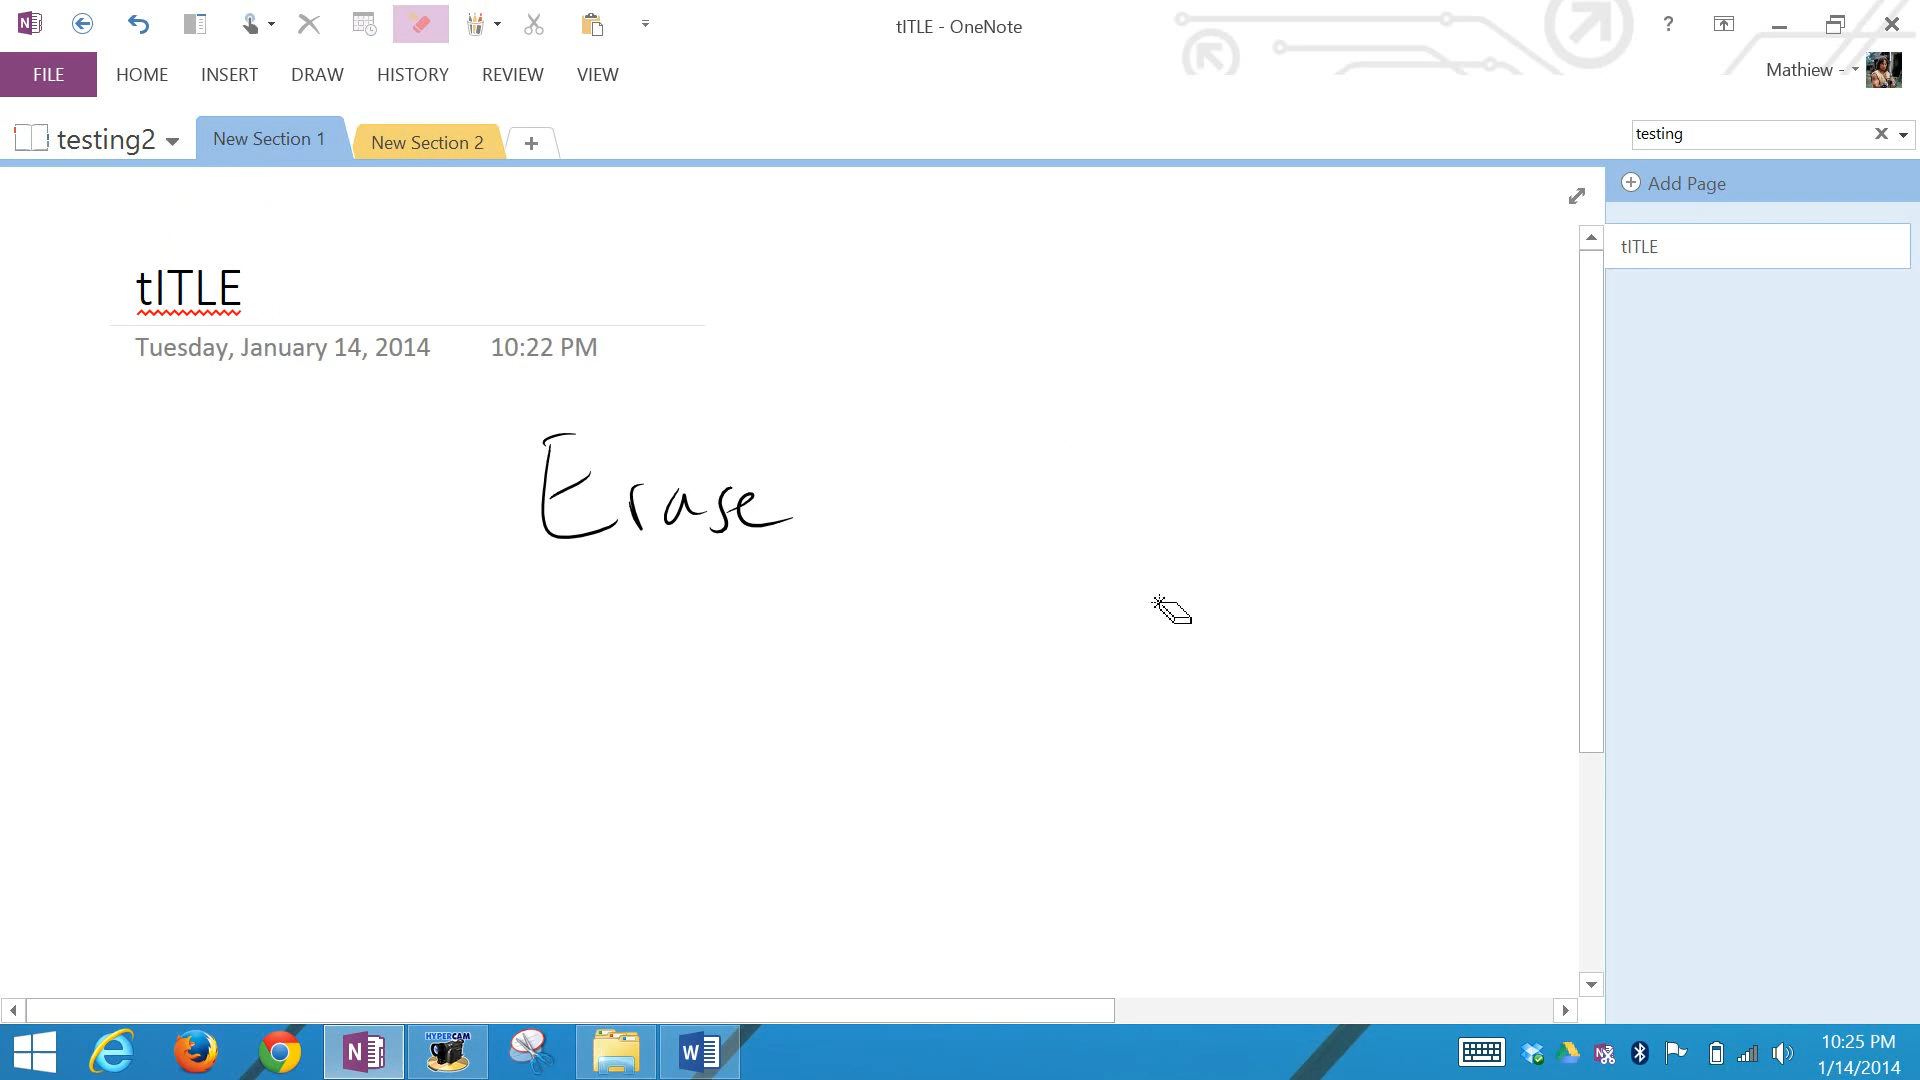 tITLE - OneNote
FILE HOME INSERT DRAW HISTORY REVIEW VIEW
Mathiew -
testing2 New Section 1 New Section 2
testing
Add Page
tITLE
tITLE
Tuesday, January 14, 2014 10:22 PM
Erase
HYPERCAM
10:25 PM
1/14/2014